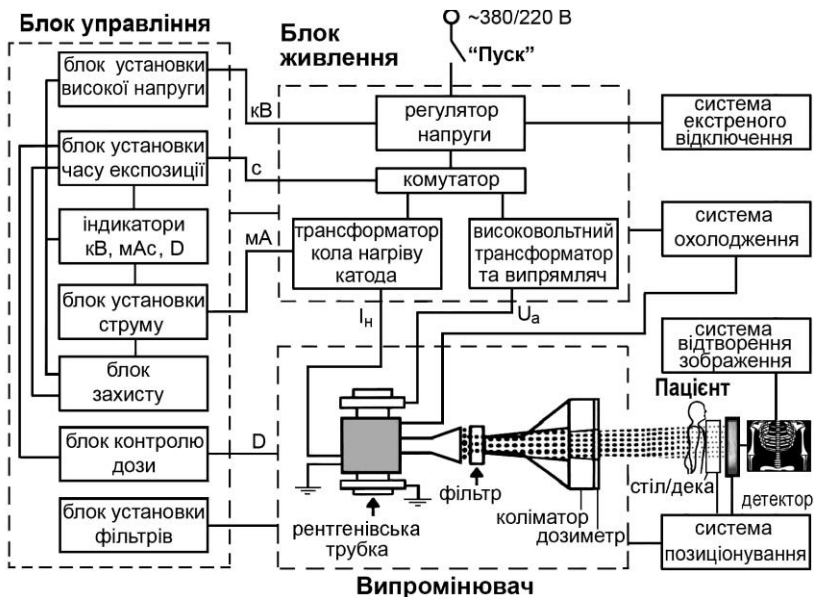 Блок управління
блок установки
високої напруги
блок установки
часу експозиції
індикатори
кВ, мАс, D
блок установки
струму
блок
захисту
блок контролю
дози
блок установки
фільтрів
кВ
с
мА
D
Блок
живлення
~380/220 В
“Пуск”
регулятор
напруги
комутатор
трансформатор
кола нагріву
катода
високовольтний
трансформатор
та випрямляч
Iн
Uа
система
екстреного
відключення
система
охолодження
система
відтворення
зображення
Пацієнт
рентгенівська
трубка
фільтр
коліматор
дозиметр
стіл/дека
детектор
система
позиціонування
Випромінювач